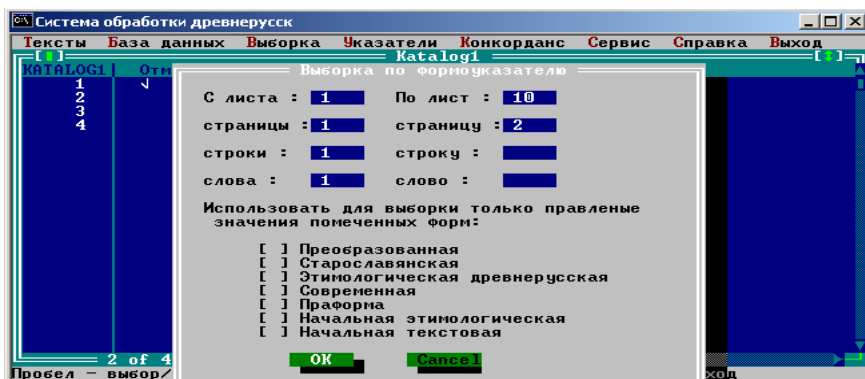 Система обработки древнерусск
Тексты База данных Выборка Указатели Конкорданс Сервис Справка Выход
Katalog1
KATALOG1 Отм Выборка по формоуказателю
1
2
3
4
С листа : 1 По лист : 10
страницы : 1 страницу : 2
строки : 1 строку :
слова : 1 слово :
Использовать для выборки только правленые
значения помеченных форм:
[ ] Преобразованная
[ ] Старославянская
[ ] Этимологическая древнерусская
[ ] Современная
[ ] Праформа
[ ] Начальная этимологическая
[ ] Начальная текстовая
2 of 4 OK Cancel
Пробел - выбор/ ход